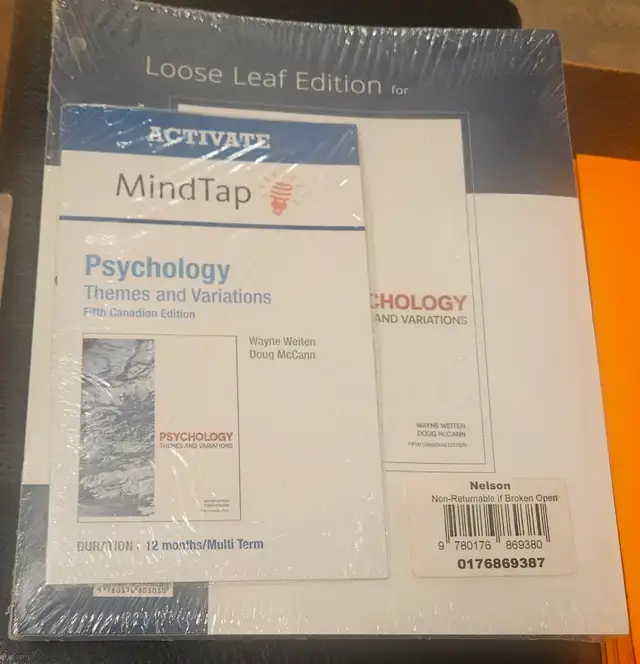 Loose Leaf Edition for
ACTIVATE
MindTap
Psychology
Themes and Variations
Fifth Canadian Edition
Wayne Weiten
Doug McCann
PSYCHOLOGY
THEMES AND VARIATIONS
DURATION : 12 months/Multi Term
CHOLOGY
AND VARIATIONS
WAYNE WEITEN
DOUG McCANN
FIFTH CANADIAN EDITION
Nelson
Non-Returnable if Broken Open
9 780176 869380
0176869387